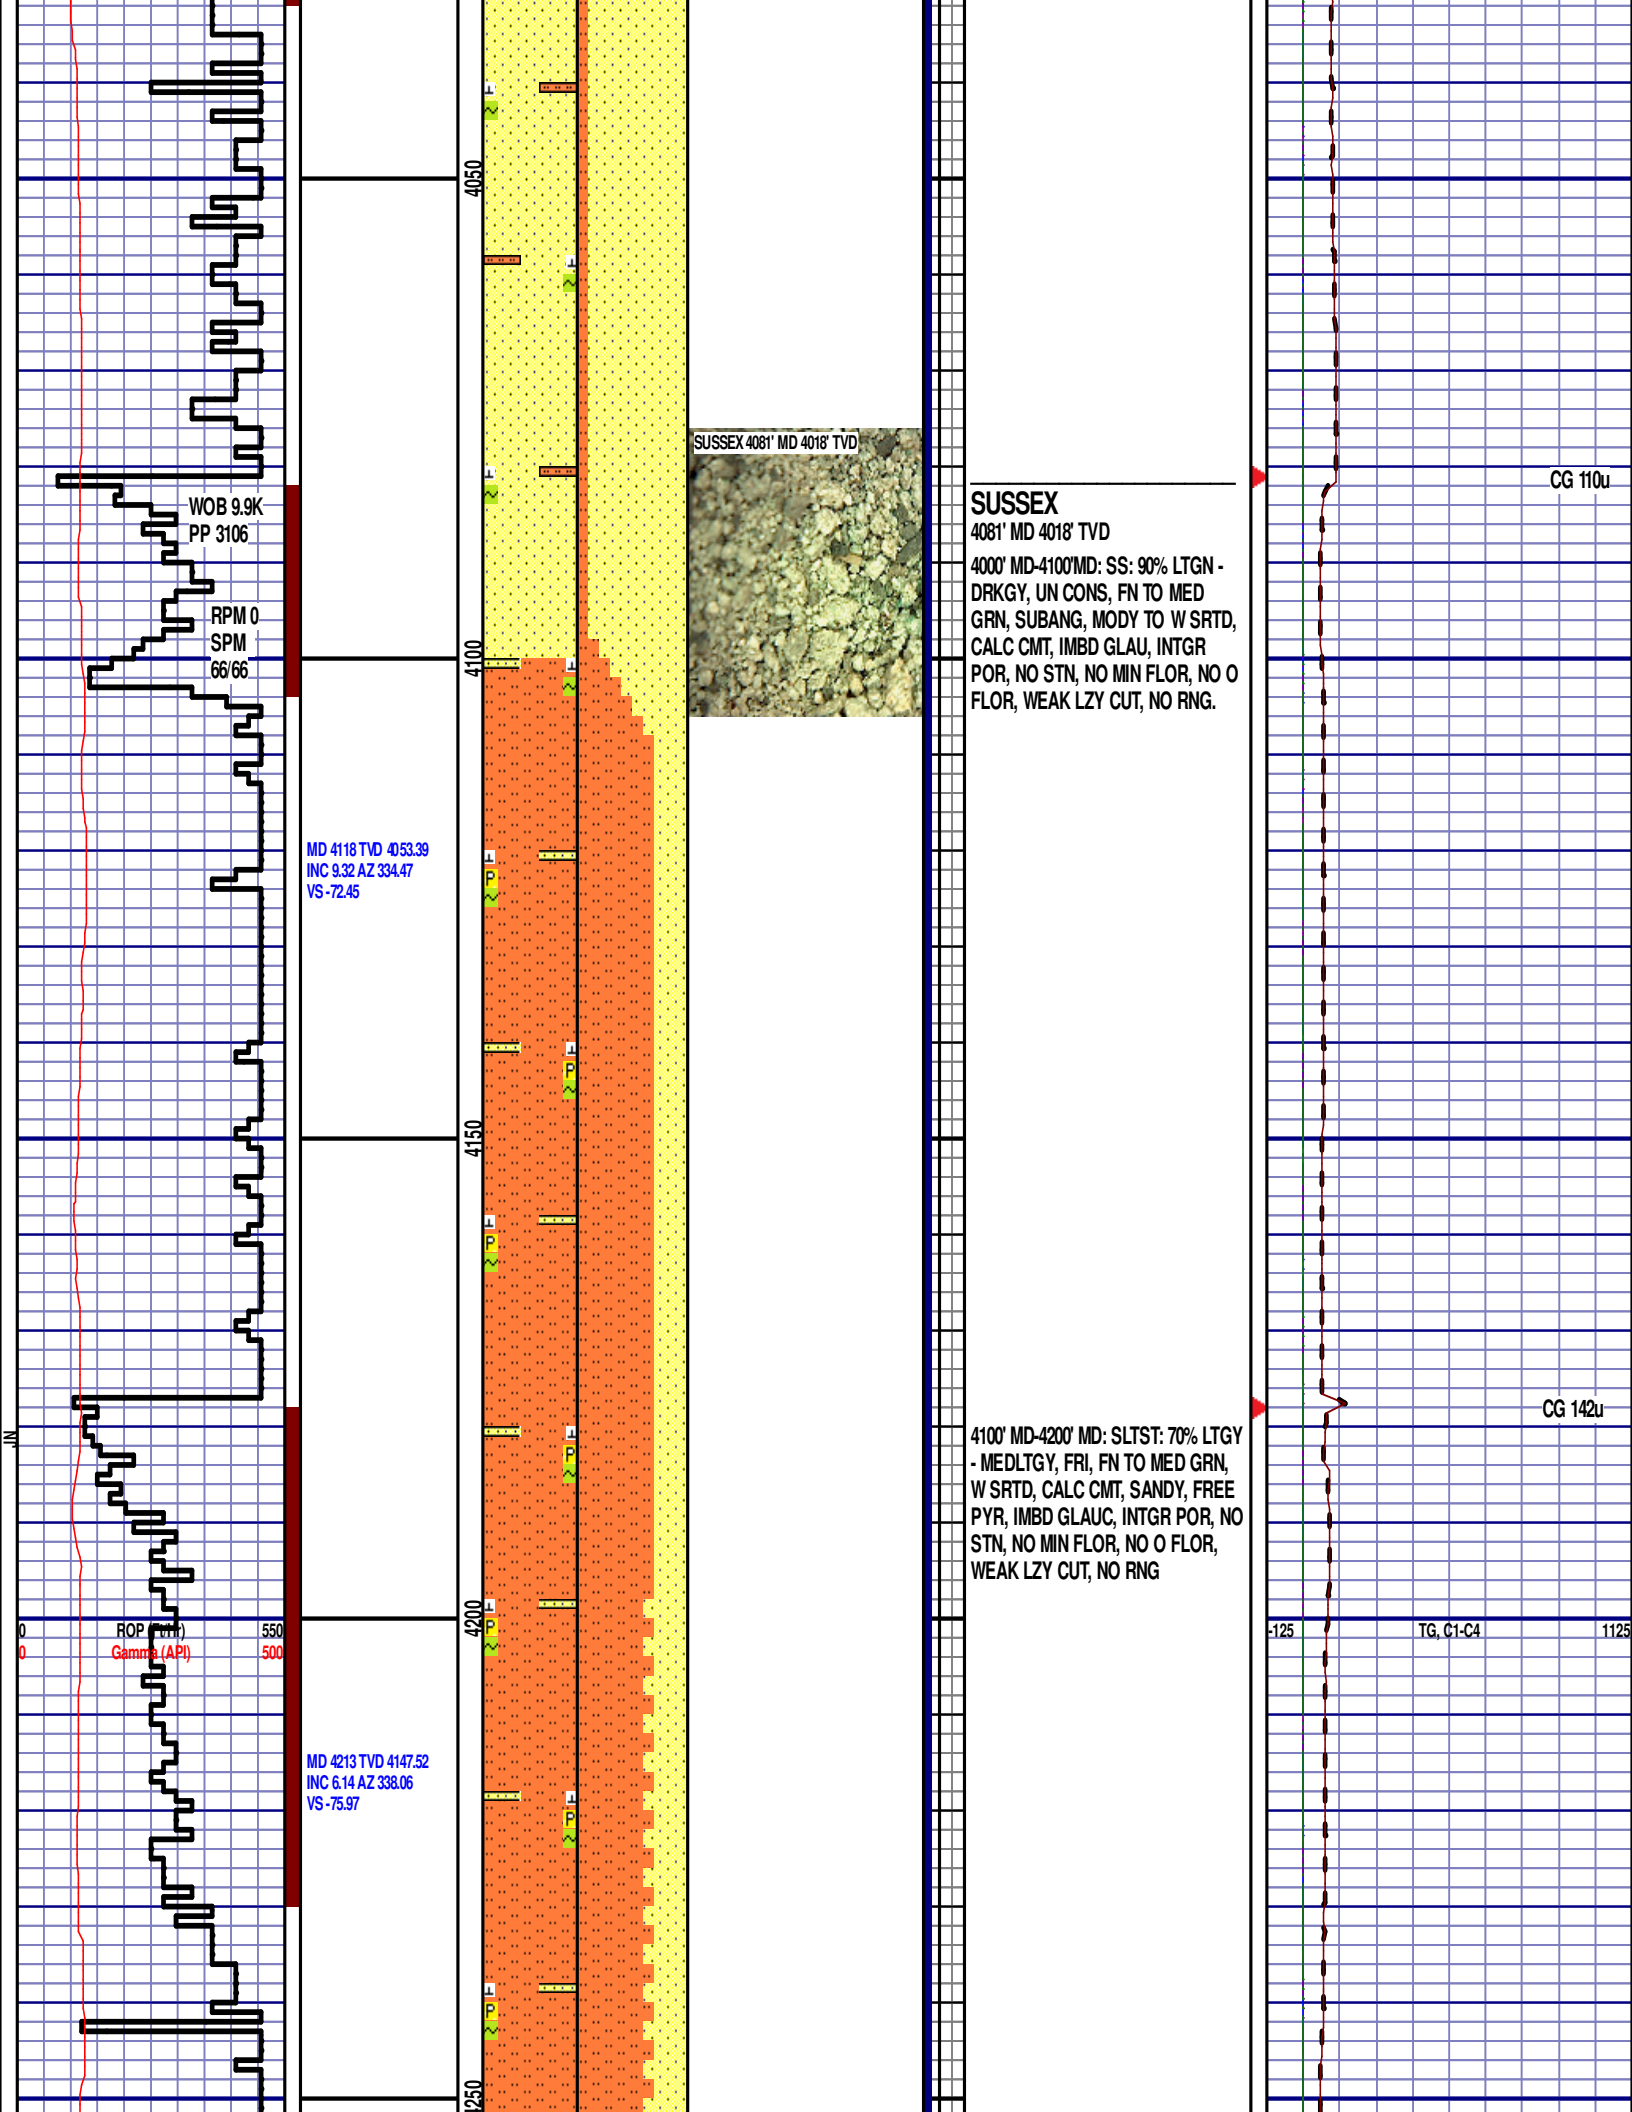 4050
SUSSEX 4081' MD 4018' TVD
CG 110u
WOB 9.9K
PP 3106
SUSSEX
4081' MD 4018' TVD
4000' MD-4100'MD: SS: 90% LTGN -
DRKGY, UN CONS, FN TO MED
GRN, SUBANG, MODY TO W SRTD,
CALC CMT, IMBD GLAU, INTGR
POR, NO STN, NO MIN FLOR, NO O
FLOR, WEAK LZY CUT, NO RNG.
RPM 0
SPM
66/66
4100
MD 4118 TVD 4053.39
INC 9.32 AZ 334.47
VS -72.45
P
P
4150
P
CG 142u
4100' MD-4200' MD: SLTST: 70% LTGY
- MEDLTGY, FRI, FN TO MED GRN,
W SRTD, CALC CMT, SANDY, FREE
PYR, IMBD GLAUC, INTGR POR, NO
STN, NO MIN FLOR, NO O FLOR,
WEAK LZY CUT, NO RNG
P
4200
P
0 ROP (Ft/Hr) 550
0 Gamma (API) 500
-125 TG, C1-C4 1125
MD 4213 TVD 4147.52
INC 6.14 AZ 338.06
VS -75.97
P
P
4250